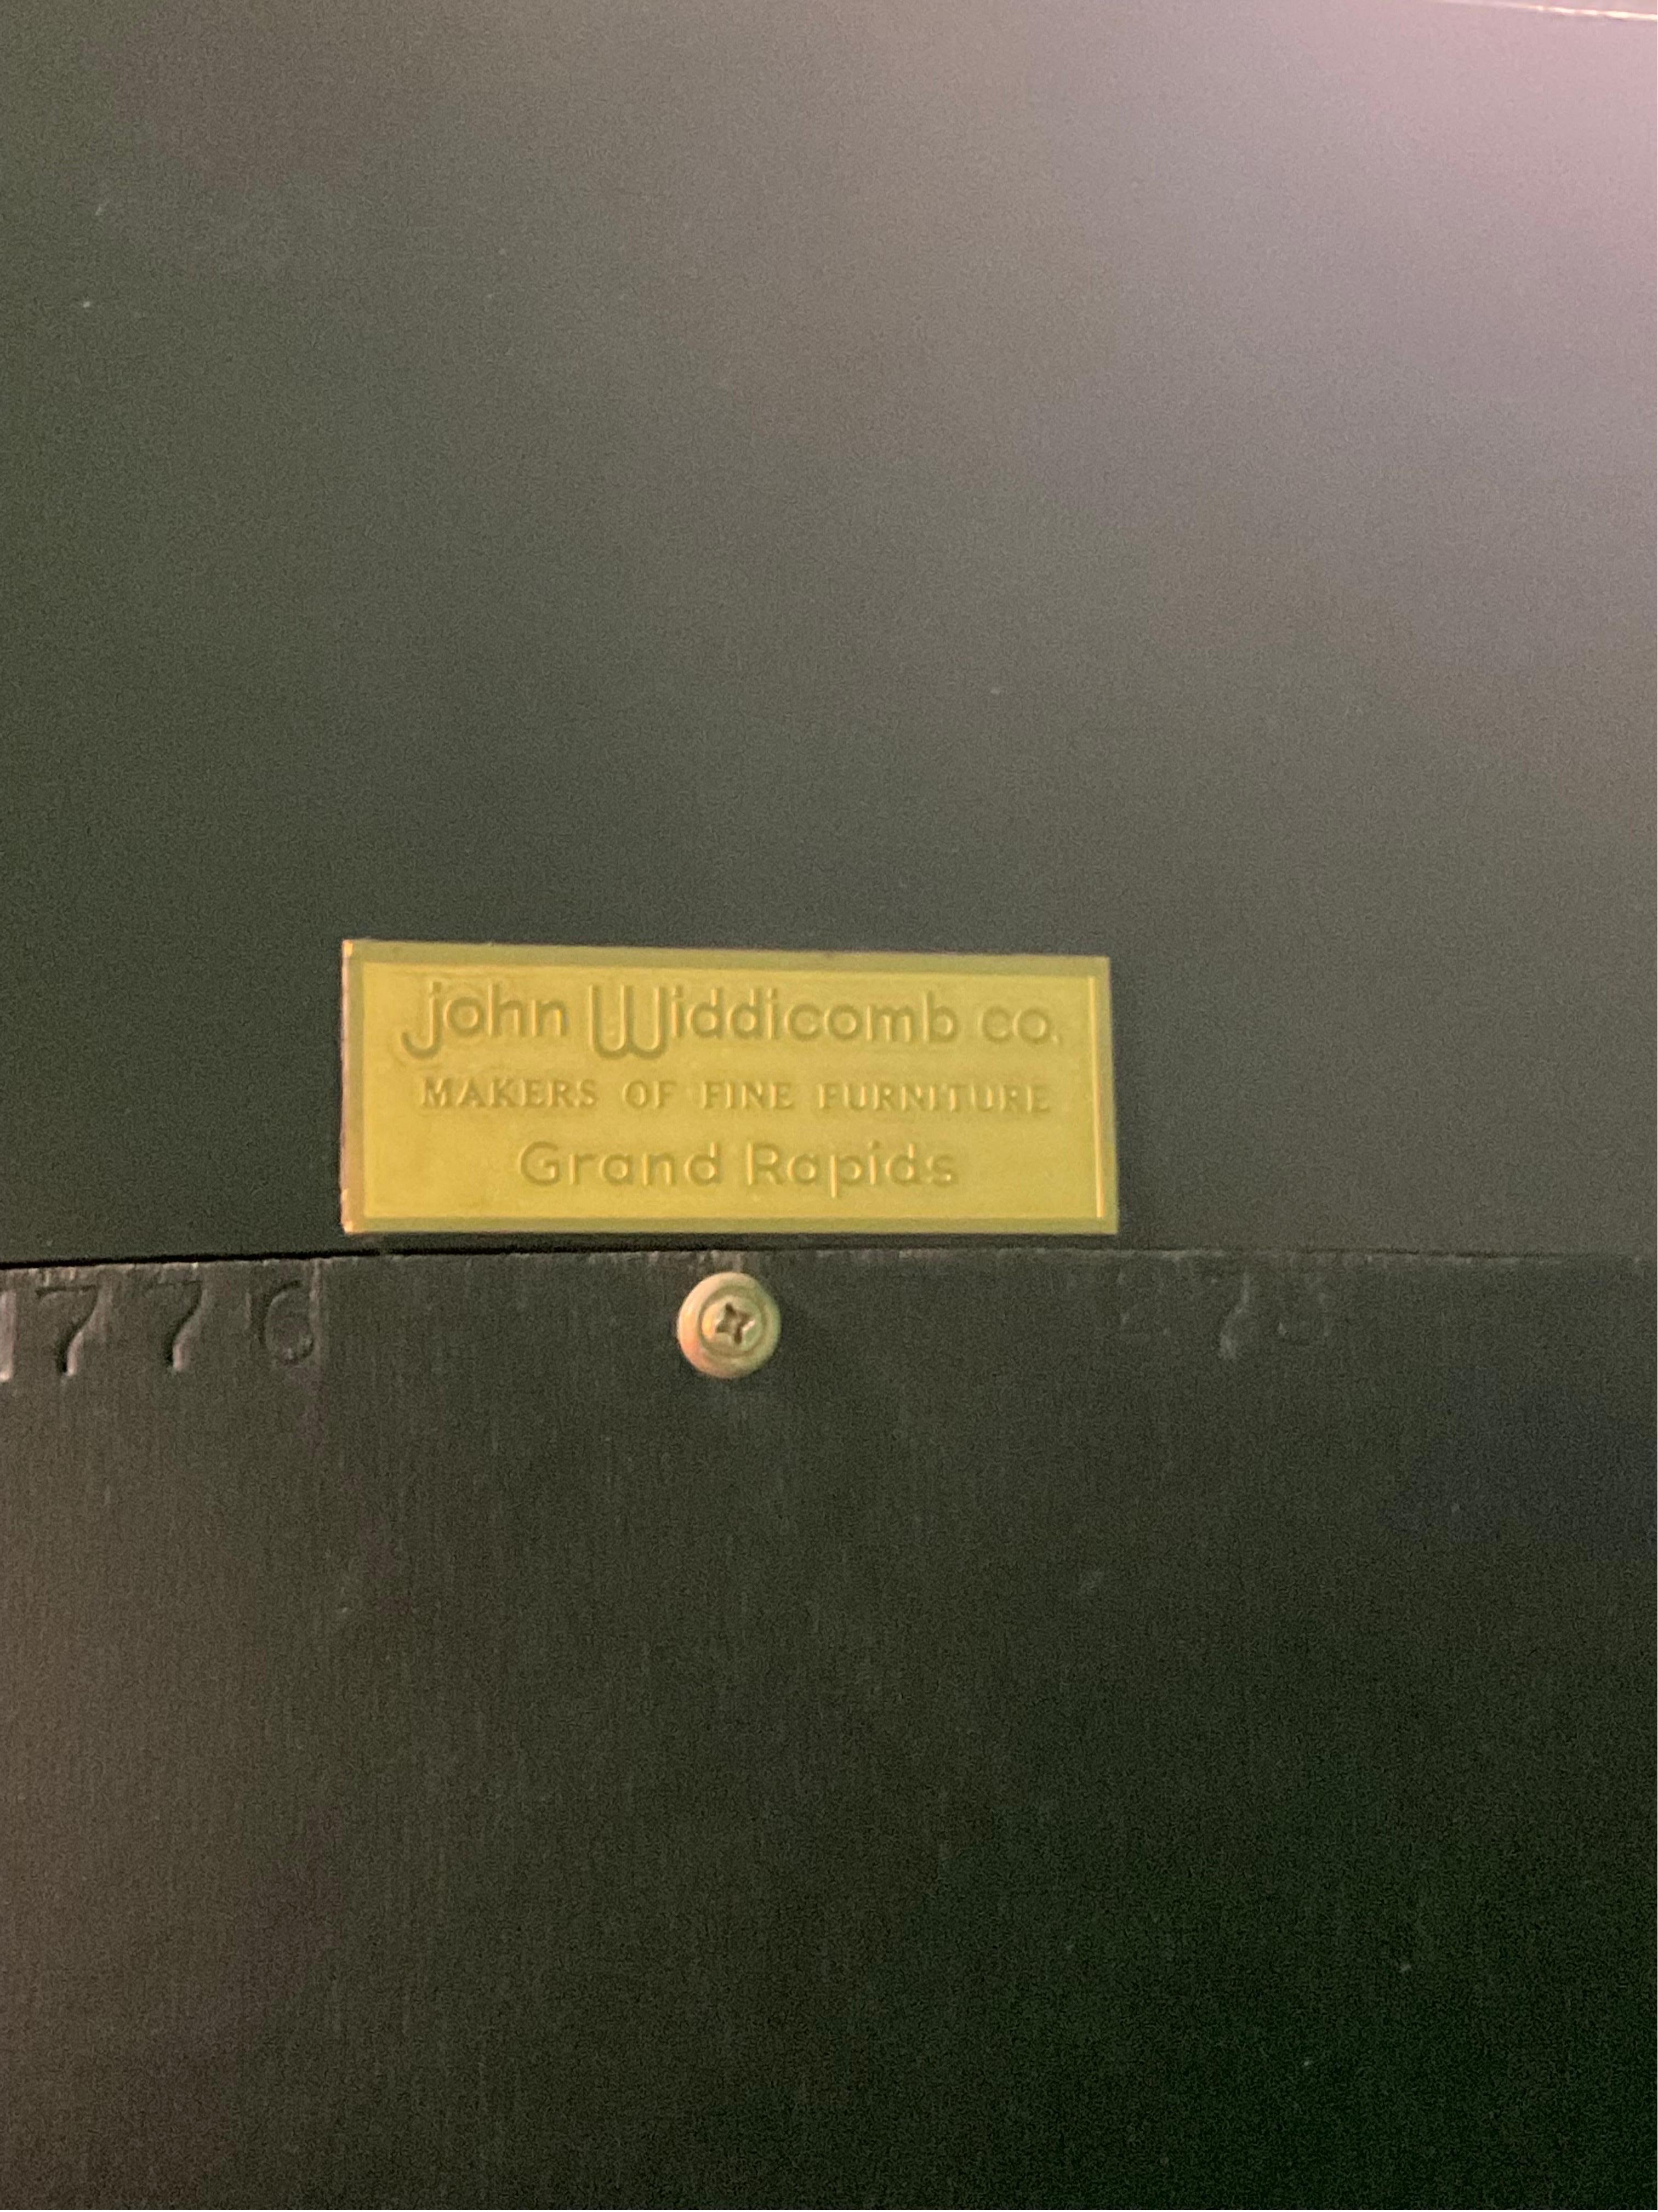 john Widdicomb co.
MAKERS OF FINE FURNITURE
Grand Rapids
1776